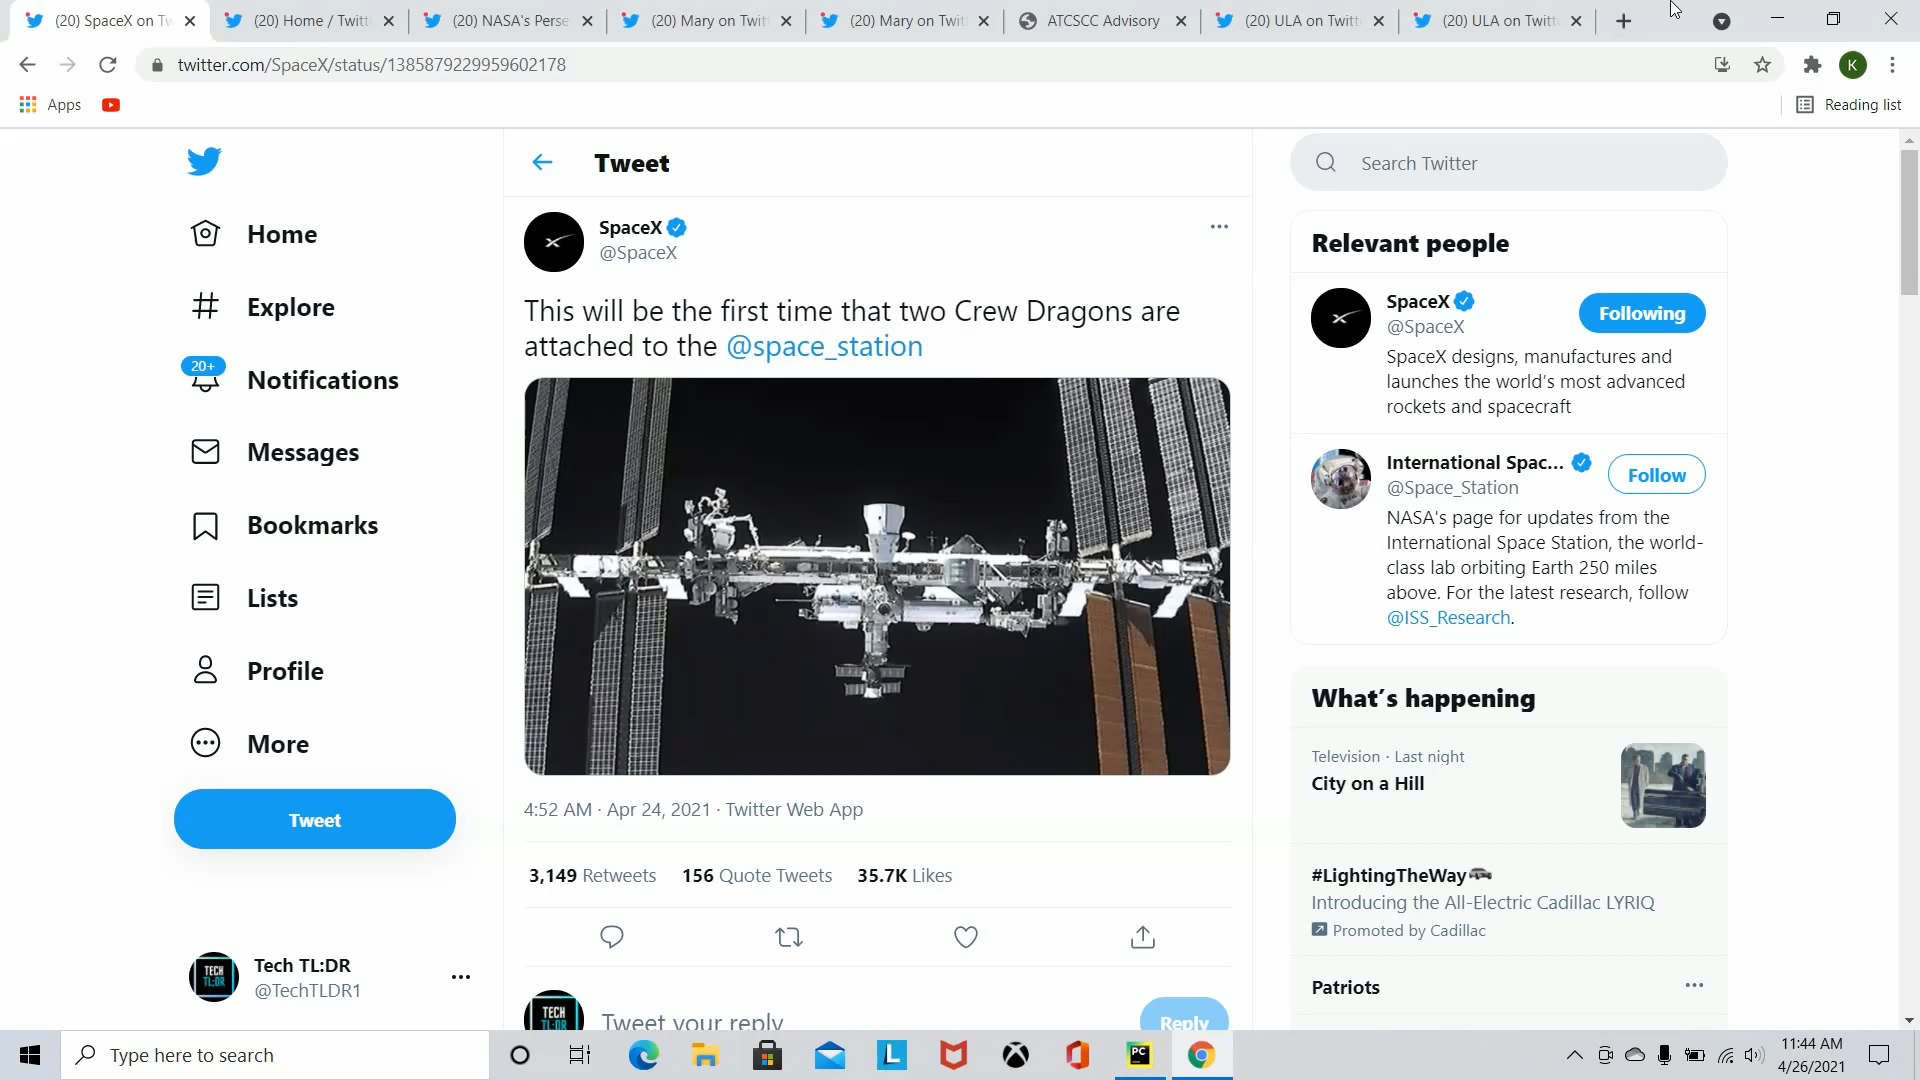 (20) SpaceX on Tw
(20) Home / Twitt
(20) NASA's Perse
(20) Mary on Twit
(20) Mary on Twit
ATCSCC Advisory
(20) ULA on Twitt
(20) ULA on Twitt
twitter.com/SpaceX/status/1385879229959602178
K
Apps
Reading list
Home
Explore
20+
Notifications
Messages
Bookmarks
Lists
Profile
More
Tweet
TECH
TL:DR
Tech TL:DR
@TechTLDR1
Tweet
SpaceX
@SpaceX
This will be the first time that two Crew Dragons are
attached to the @space_station
4:52 AM · Apr 24, 2021 · Twitter Web App
3,149 Retweets 156 Quote Tweets 35.7K Likes
TECH
TL:DR
Tweet your reply
Reply
Search Twitter
Relevant people
SpaceX
@SpaceX
Following
SpaceX designs, manufactures and
launches the world's most advanced
rockets and spacecraft
International Spac...
@Space_Station
Follow
NASA's page for updates from the
International Space Station, the world-
class lab orbiting Earth 250 miles
above. For the latest research, follow
@ISS_Research.
What's happening
Television · Last night
City on a Hill
#LightingTheWay
Introducing the All-Electric Cadillac LYRIQ
Promoted by Cadillac
Patriots
Type here to search
L
PC
11:44 AM
4/26/2021